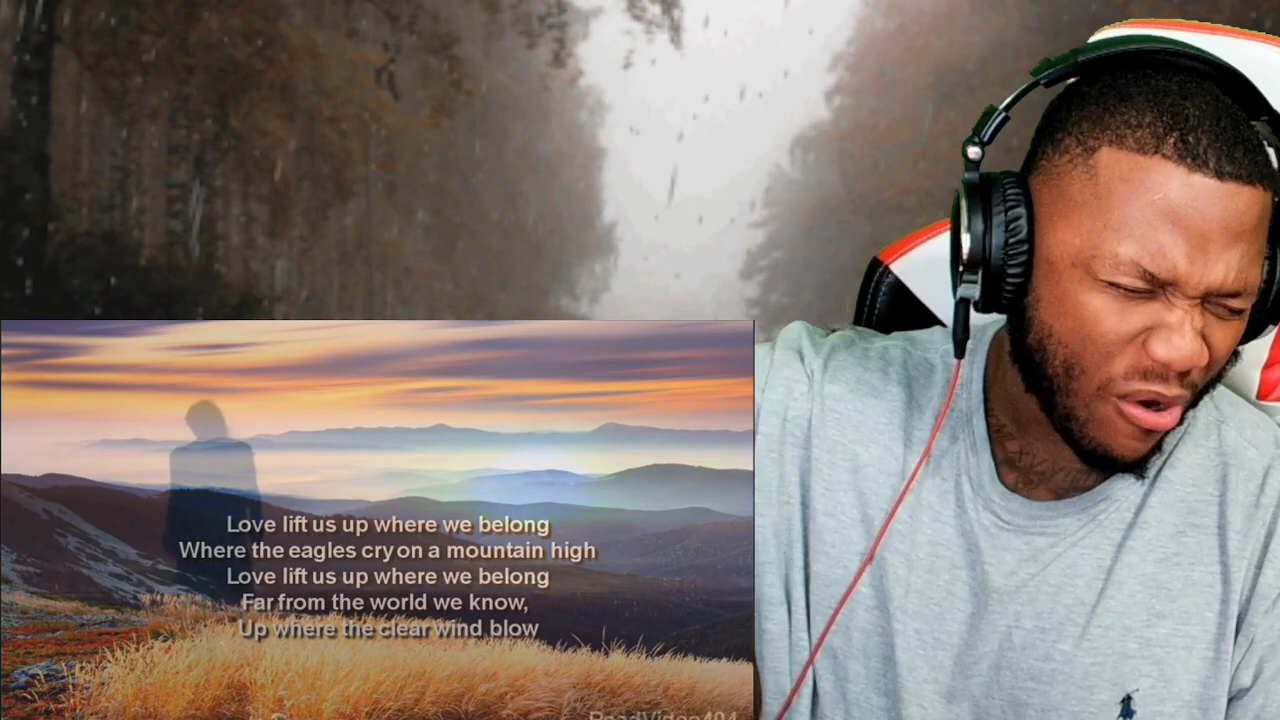 Love lift us up where we belong
Where the eagles cry on a mountain high
Love lift us up where we belong
Far from the world we know,
Up where the clear wind blow
RoadVideo404